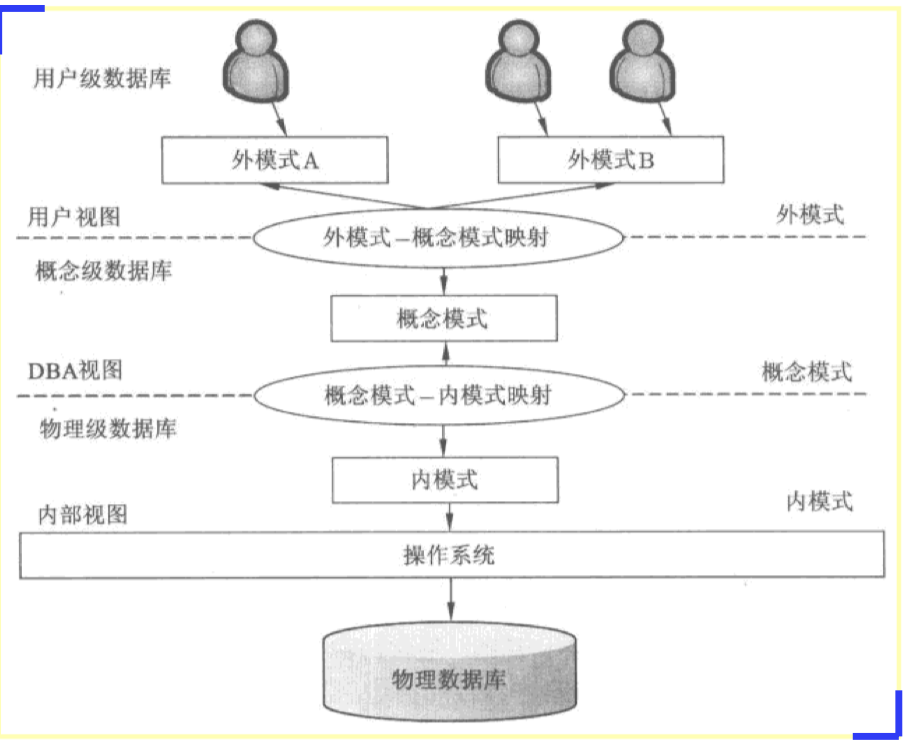 用户级数据库
外模式A
外模式B
用户视图
外模式–概念模式映射
外模式
概念级数据库
概念模式
DBA视图
概念模式–内模式映射
概念模式
物理级数据库
内模式
内部视图
内模式
操作系统
物理数据库